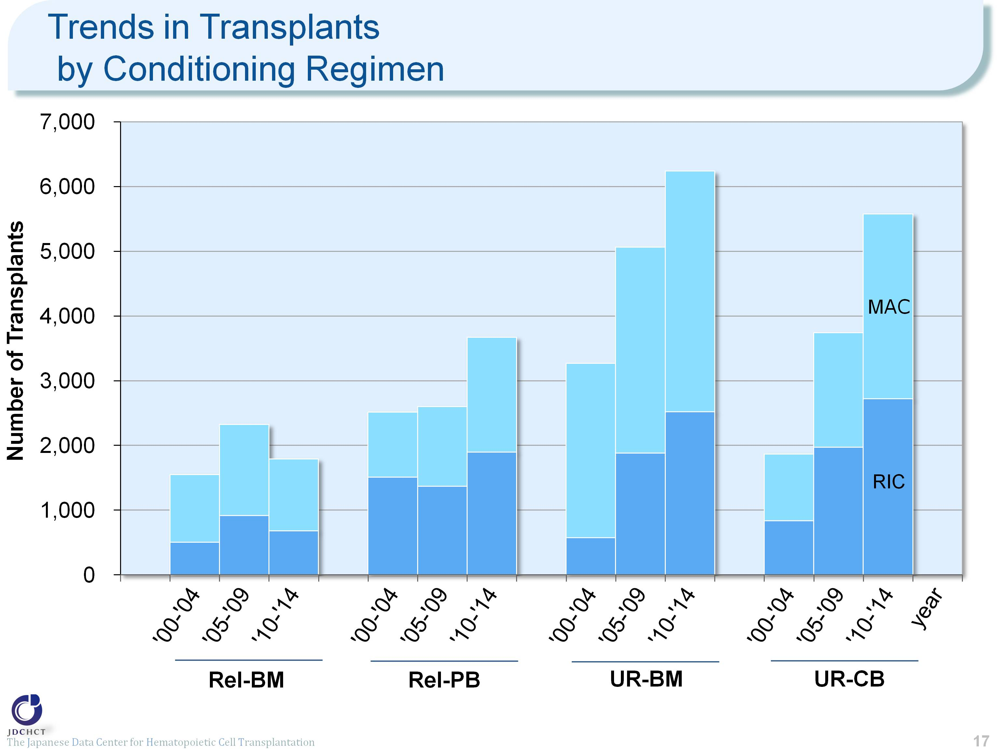 Trends in Transplants
by Conditioning Regimen
Number of Transplants
7,000
6,000
5,000
4,000
3,000
2,000
1,000
0
MAC
RIC
'00-'04
'05-'09
'10-'14
'00-'04
'05-'09
'10-'14
'00-'04
'05-'09
'10-'14
'00-'04
'05-'09
'10-'14
year
Rel-BM
Rel-PB
UR-BM
UR-CB
JDCHCT
The Japanese Data Center for Hematopoietic Cell Transplantation
17